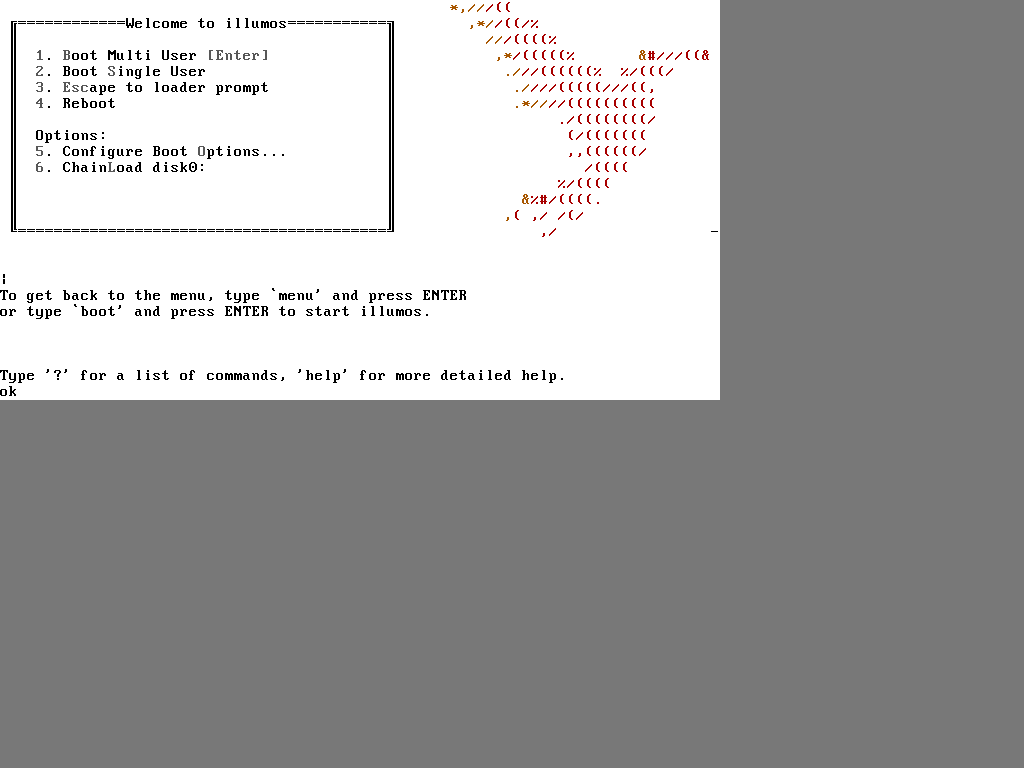 Welcome to illumos
1. Boot Multi User [Enter]
2. Boot Single User
3. Escape to loader prompt
4. Reboot
Options:
5. Configure Boot Options...
6. ChainLoad disk0:
To get back to the menu, type `menu' and press ENTER
or type `boot' and press ENTER to start illumos.
Type '?' for a list of commands, 'help' for more detailed help.
ok